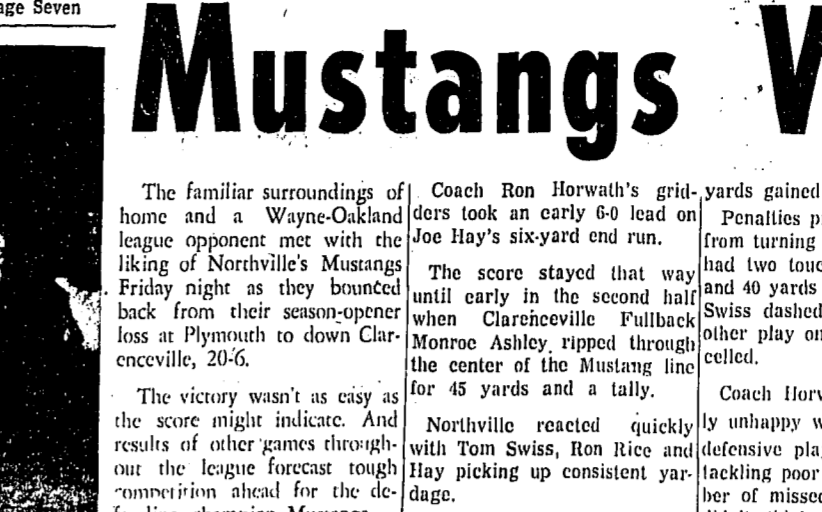 age Seven
Mustangs
The familiar surroundings of
home and a Wayne-Oakland
league opponent met with the
liking of Northville's Mustangs
Friday night as they bounced
back from their season-opener
loss at Plymouth to down Clar-
enceville, 20-6.
The victory wasn't as easy as
the score might indicate. And
results of other games through-
out the league forecast tough
competition ahead for the de-
champion Mustangs
Coach Ron Horwath's grid-
ders took an early 6-0 lead on
Joe Hay's six-yard end run.
The score stayed that way
until early in the second half
when Clarenceville Fullback
Monroe Ashley ripped through
the center of the Mustang line
for 45 yards and a tally.
Northville reacted quickly
with Tom Swiss, Ron Rice and
Hay picking up consistent yar-
dage.
yards gained
Penalties p
from turning
had two touc
and 40 yards
Swiss dashed
other play on
celled.
Coach Horw
ly unhappy w
defensive pla
tackling poor
ber of missed